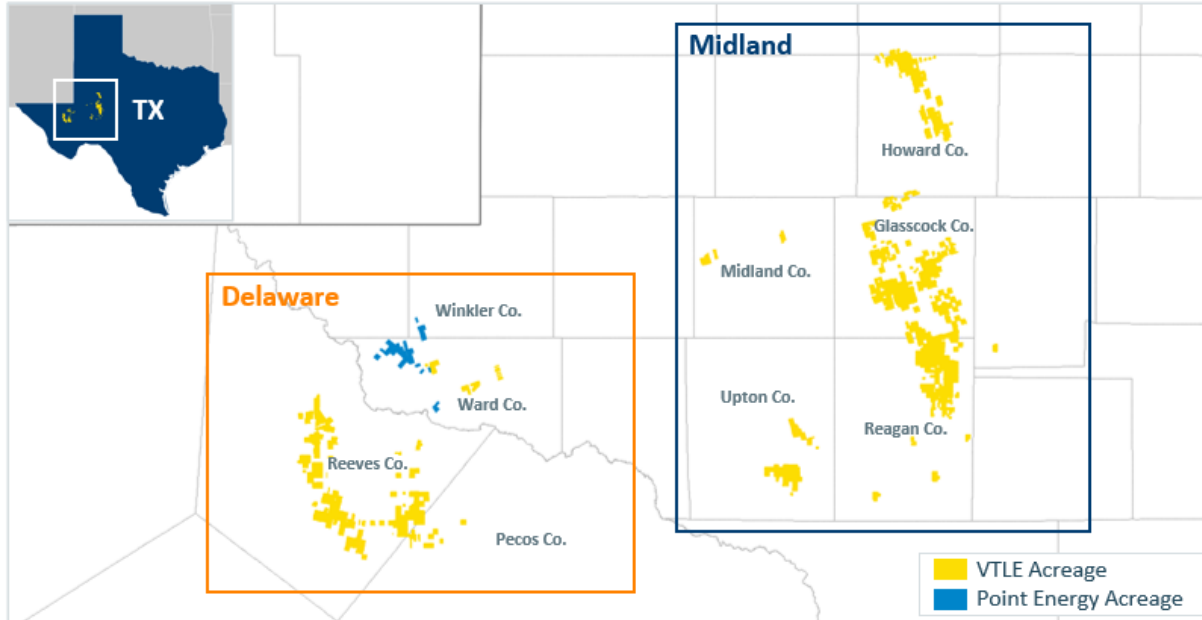 TX
Midland
Howard Co.
Glasscock Co.
Midland Co.
Delaware
Winkler Co.
Upton Co.
Ward Co.
Reagan Co.
Reeves Co.
Pecos Co.
VTLE Acreage
Point Energy Acreage